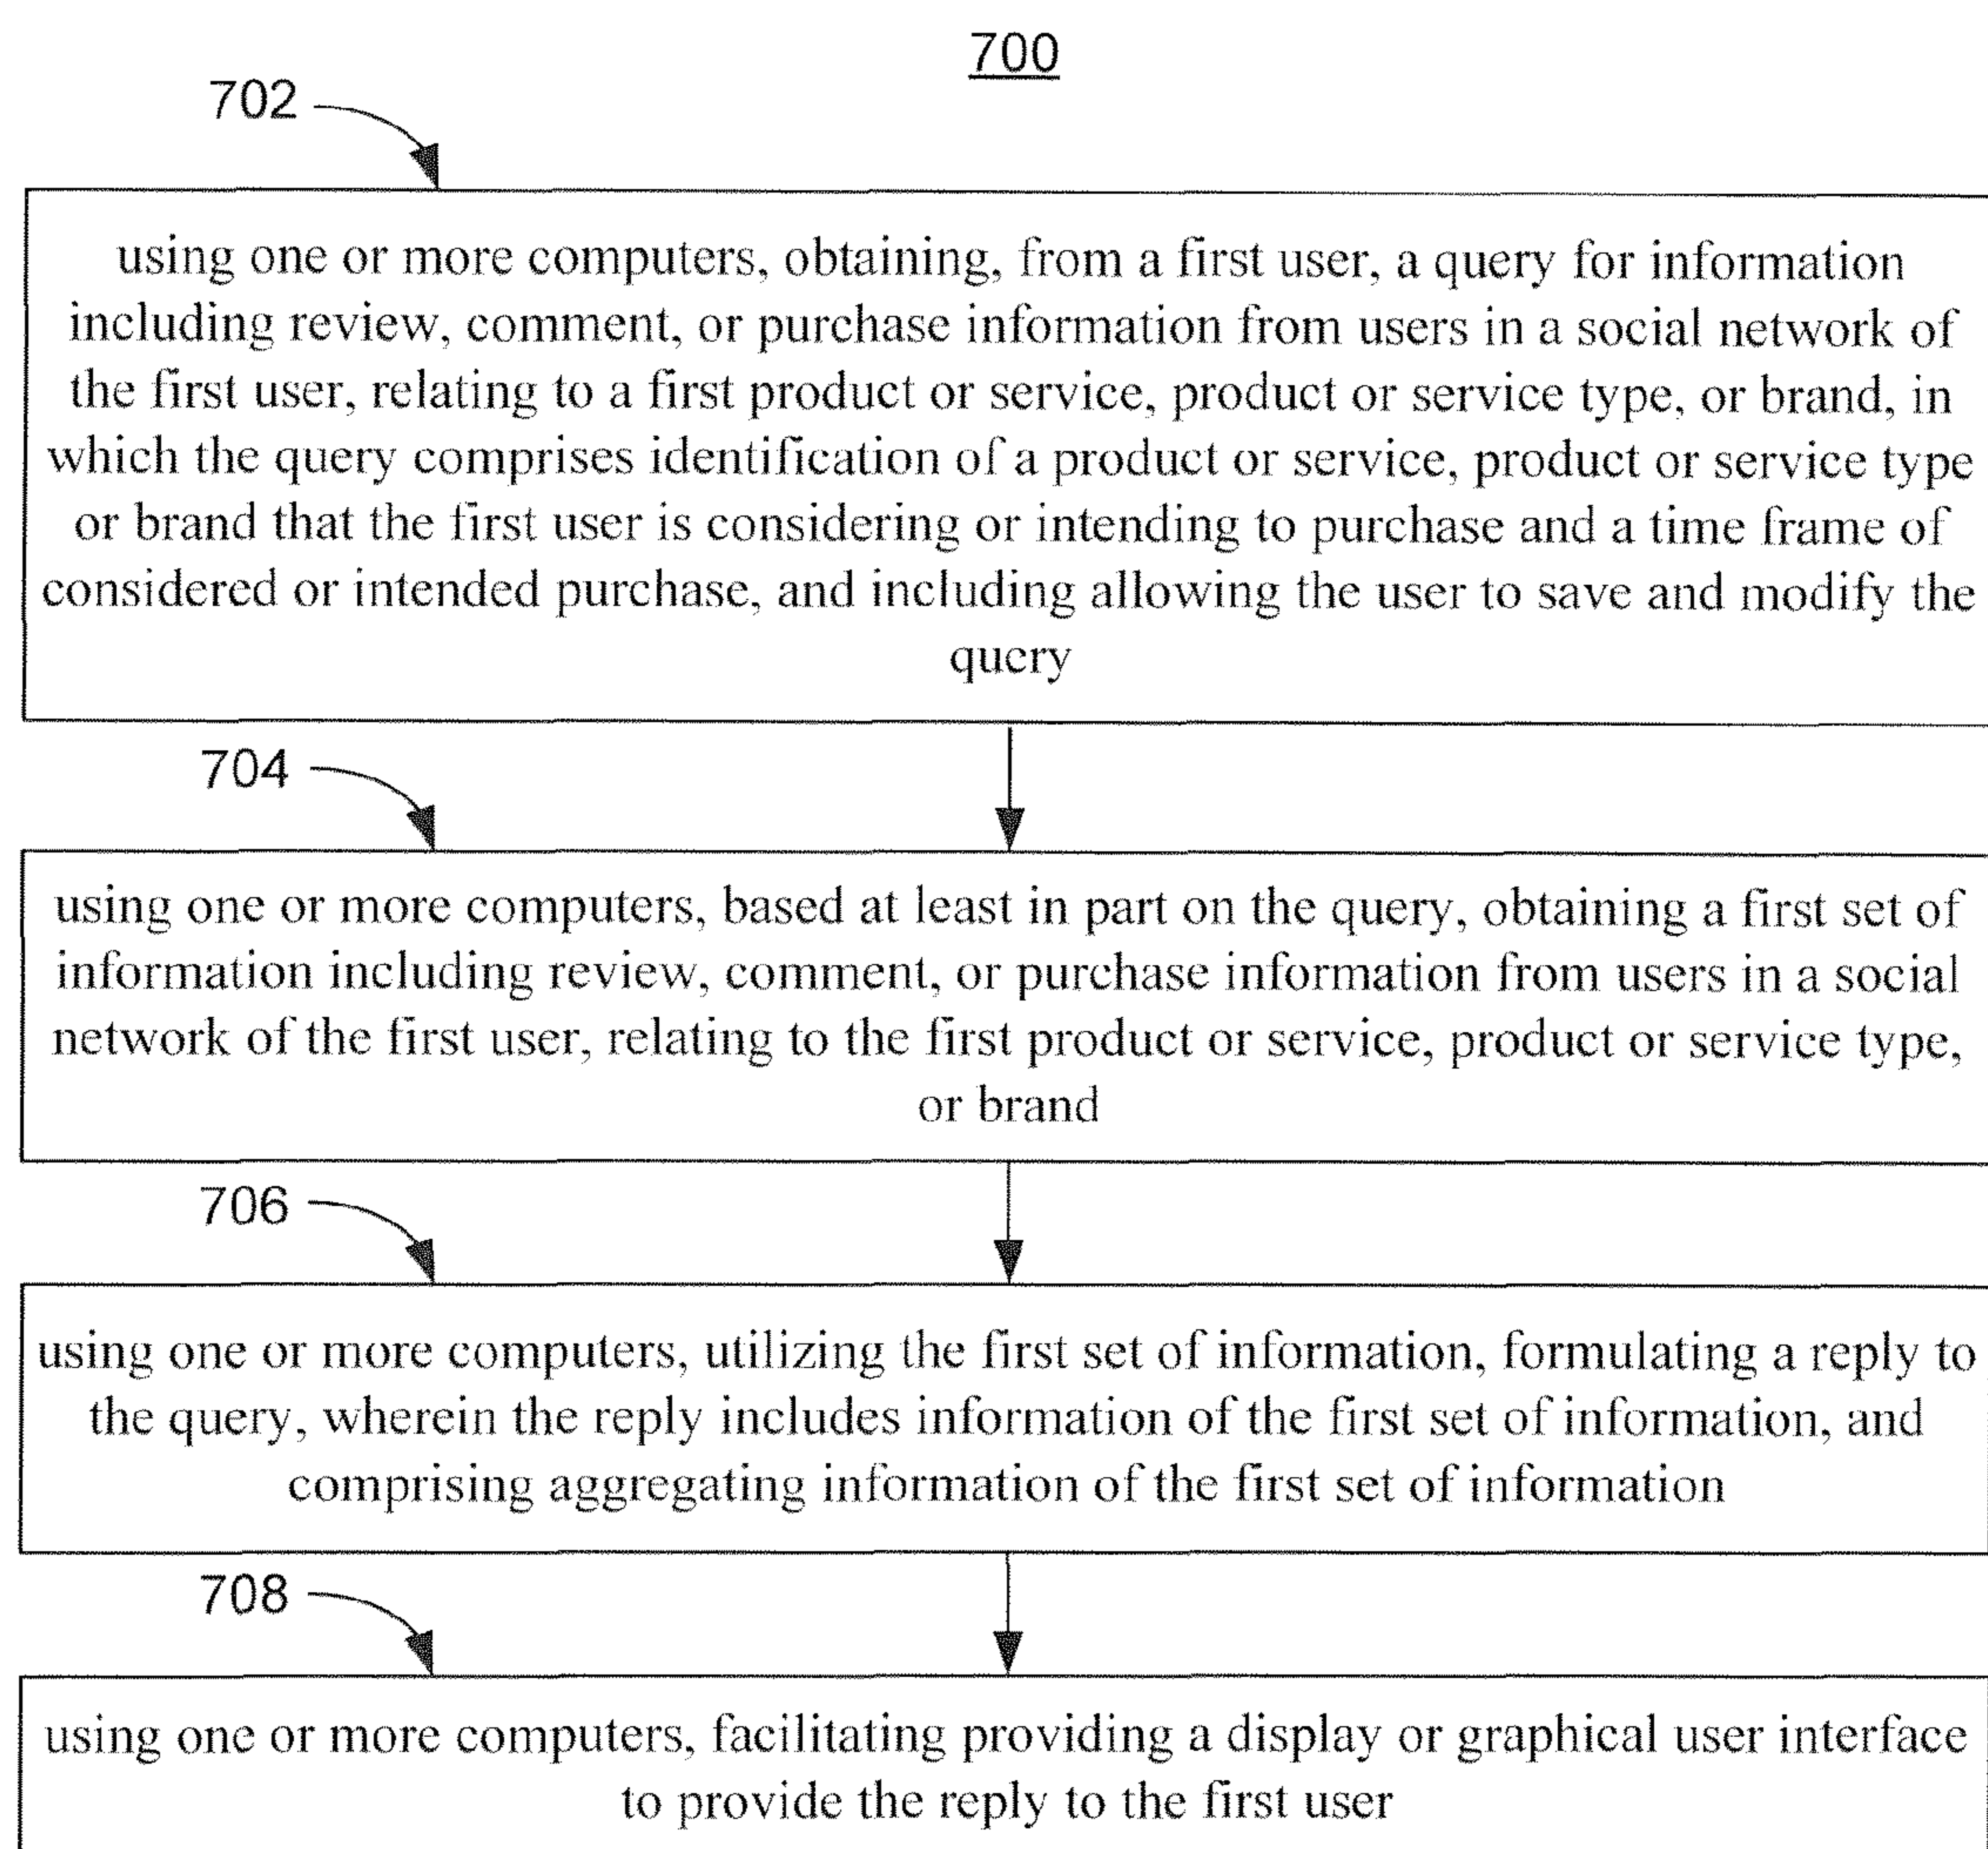 700
702
using one or more computers, obtaining, from a first user, a query for information
including review, comment, or purchase information from users in a social network of
the first user, relating to a first product or service, product or service type, or brand, in
which the query comprises identification of a product or service, product or service type
or brand that the first user is considering or intending to purchase and a time frame of
considered or intended purchase, and including allowing the user to save and modify the
query
704
using one or more computers, based at least in part on the query, obtaining a first set of
information including review, comment, or purchase information from users in a social
network of the first user, relating to the first product or service, product or service type,
or brand
706
using one or more computers, utilizing the first set of information, formulating a reply to
the query, wherein the reply includes information of the first set of information, and
comprising aggregating information of the first set of information
708
using one or more computers, facilitating providing a display or graphical user interface
to provide the reply to the first user